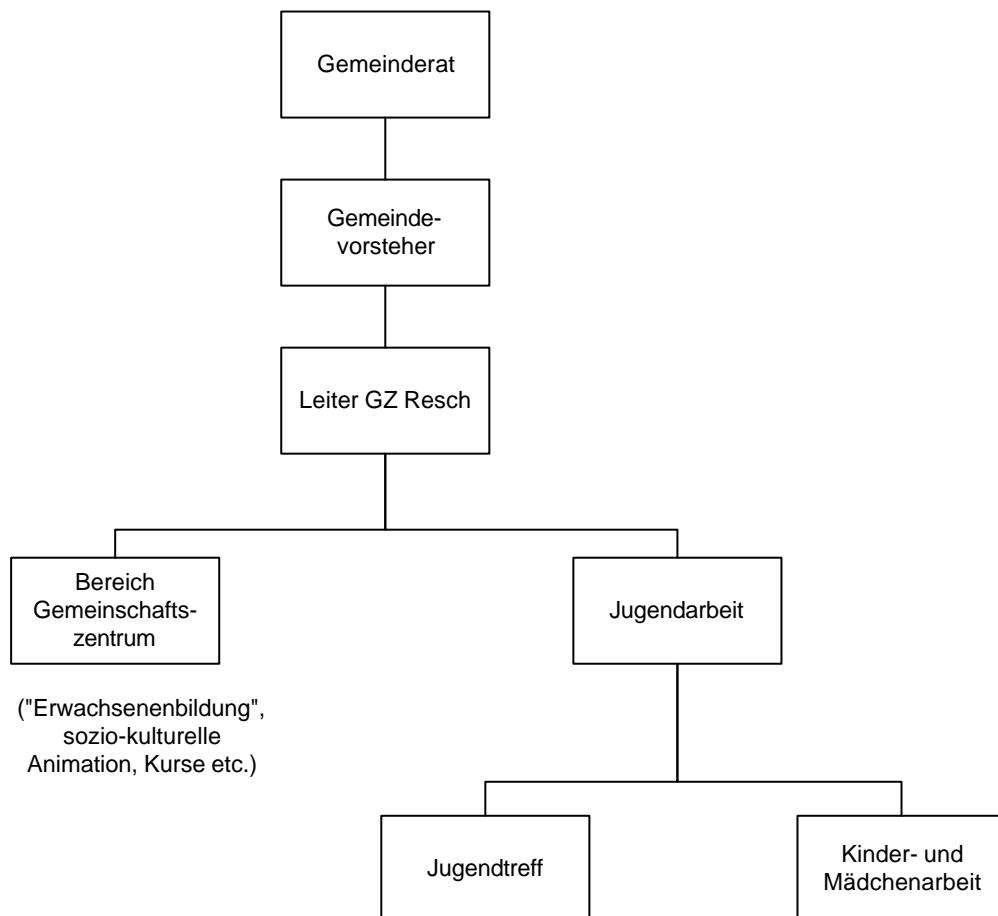 Gemeinderat
Gemeinde-
vorsteher
Leiter GZ Resch
Bereich
Gemeinschafts-
zentrum
Jugendarbeit
("Erwachsenenbildung",
sozio-kulturelle
Animation, Kurse etc.)
Jugendtreff
Kinder- und
Mädchenarbeit